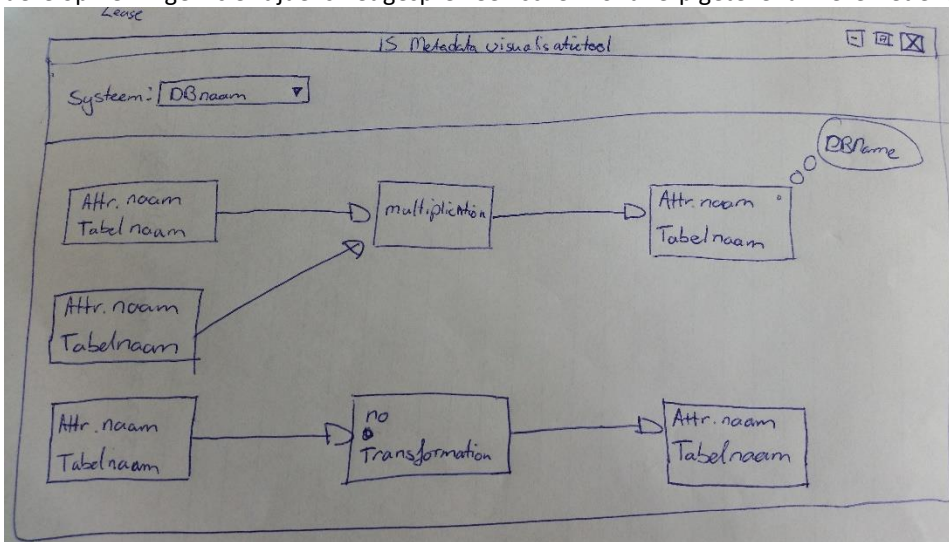 Lease
IS Metadata visualisatietool
Systeem: DBnaam
DBName
Attr. naam
Tabelnaam
multiplication
Attr. naam
Tabelnaam
Attr. naam
Tabelnaam
Attr. naam
Tabelnaam
no
Transformation
Attr. naam
Tabelnaam